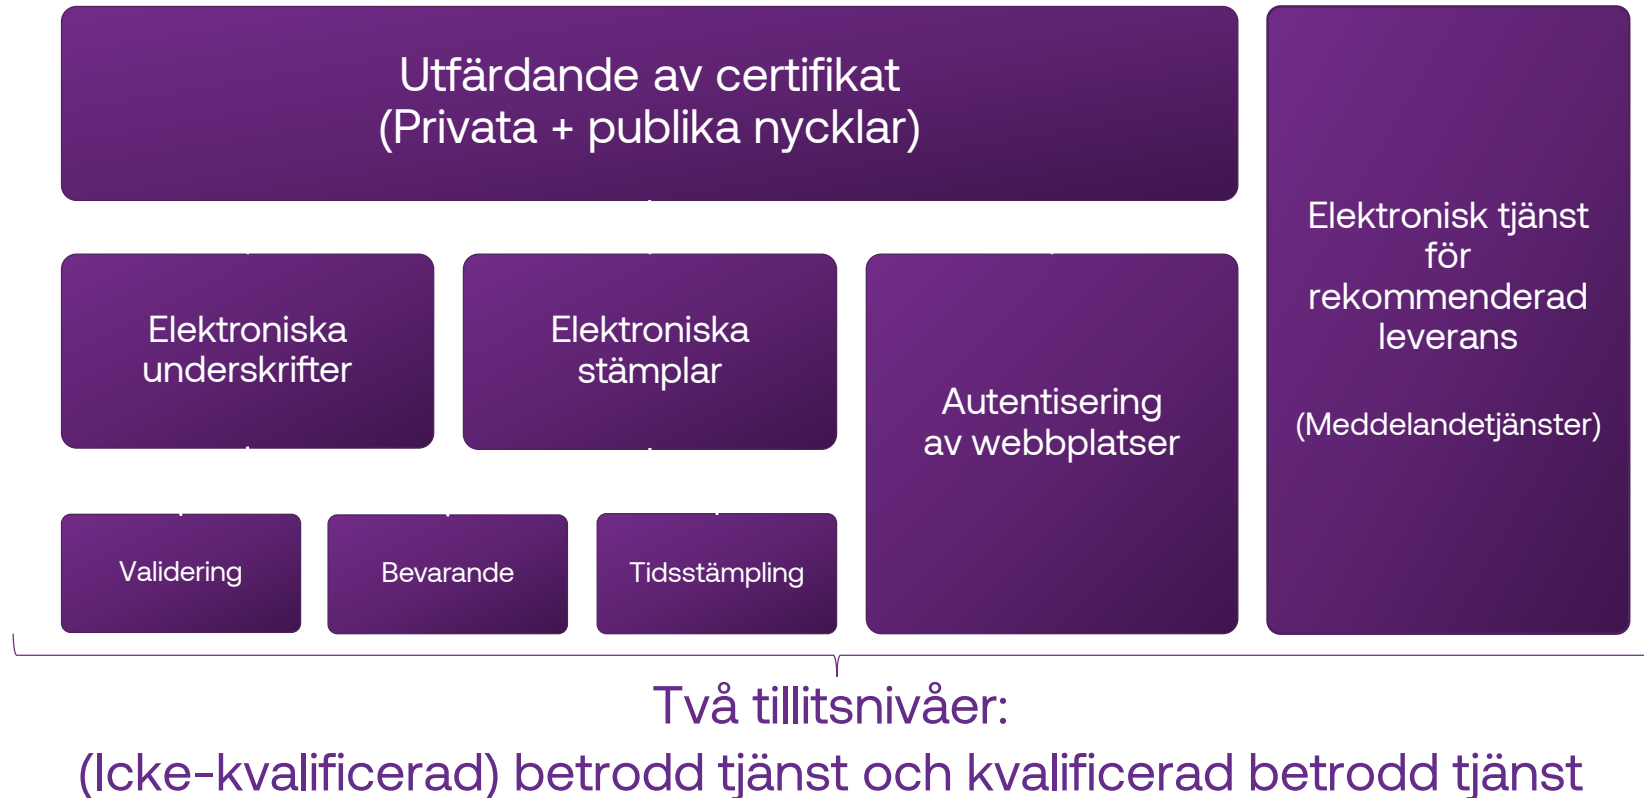 Utfärdande av certifikat
(Privata + publika nycklar)
Elektronisk tjänst
för
rekommenderad
leverans
(Meddelandetjänster)
Elektroniska
underskrifter
Elektroniska
stämplar
Autentisering
av webbplatser
Validering
Bevarande
Tidsstämpling
Två tillitsnivåer:
(Icke-kvalificerad) betrodd tjänst och kvalificerad betrodd tjänst